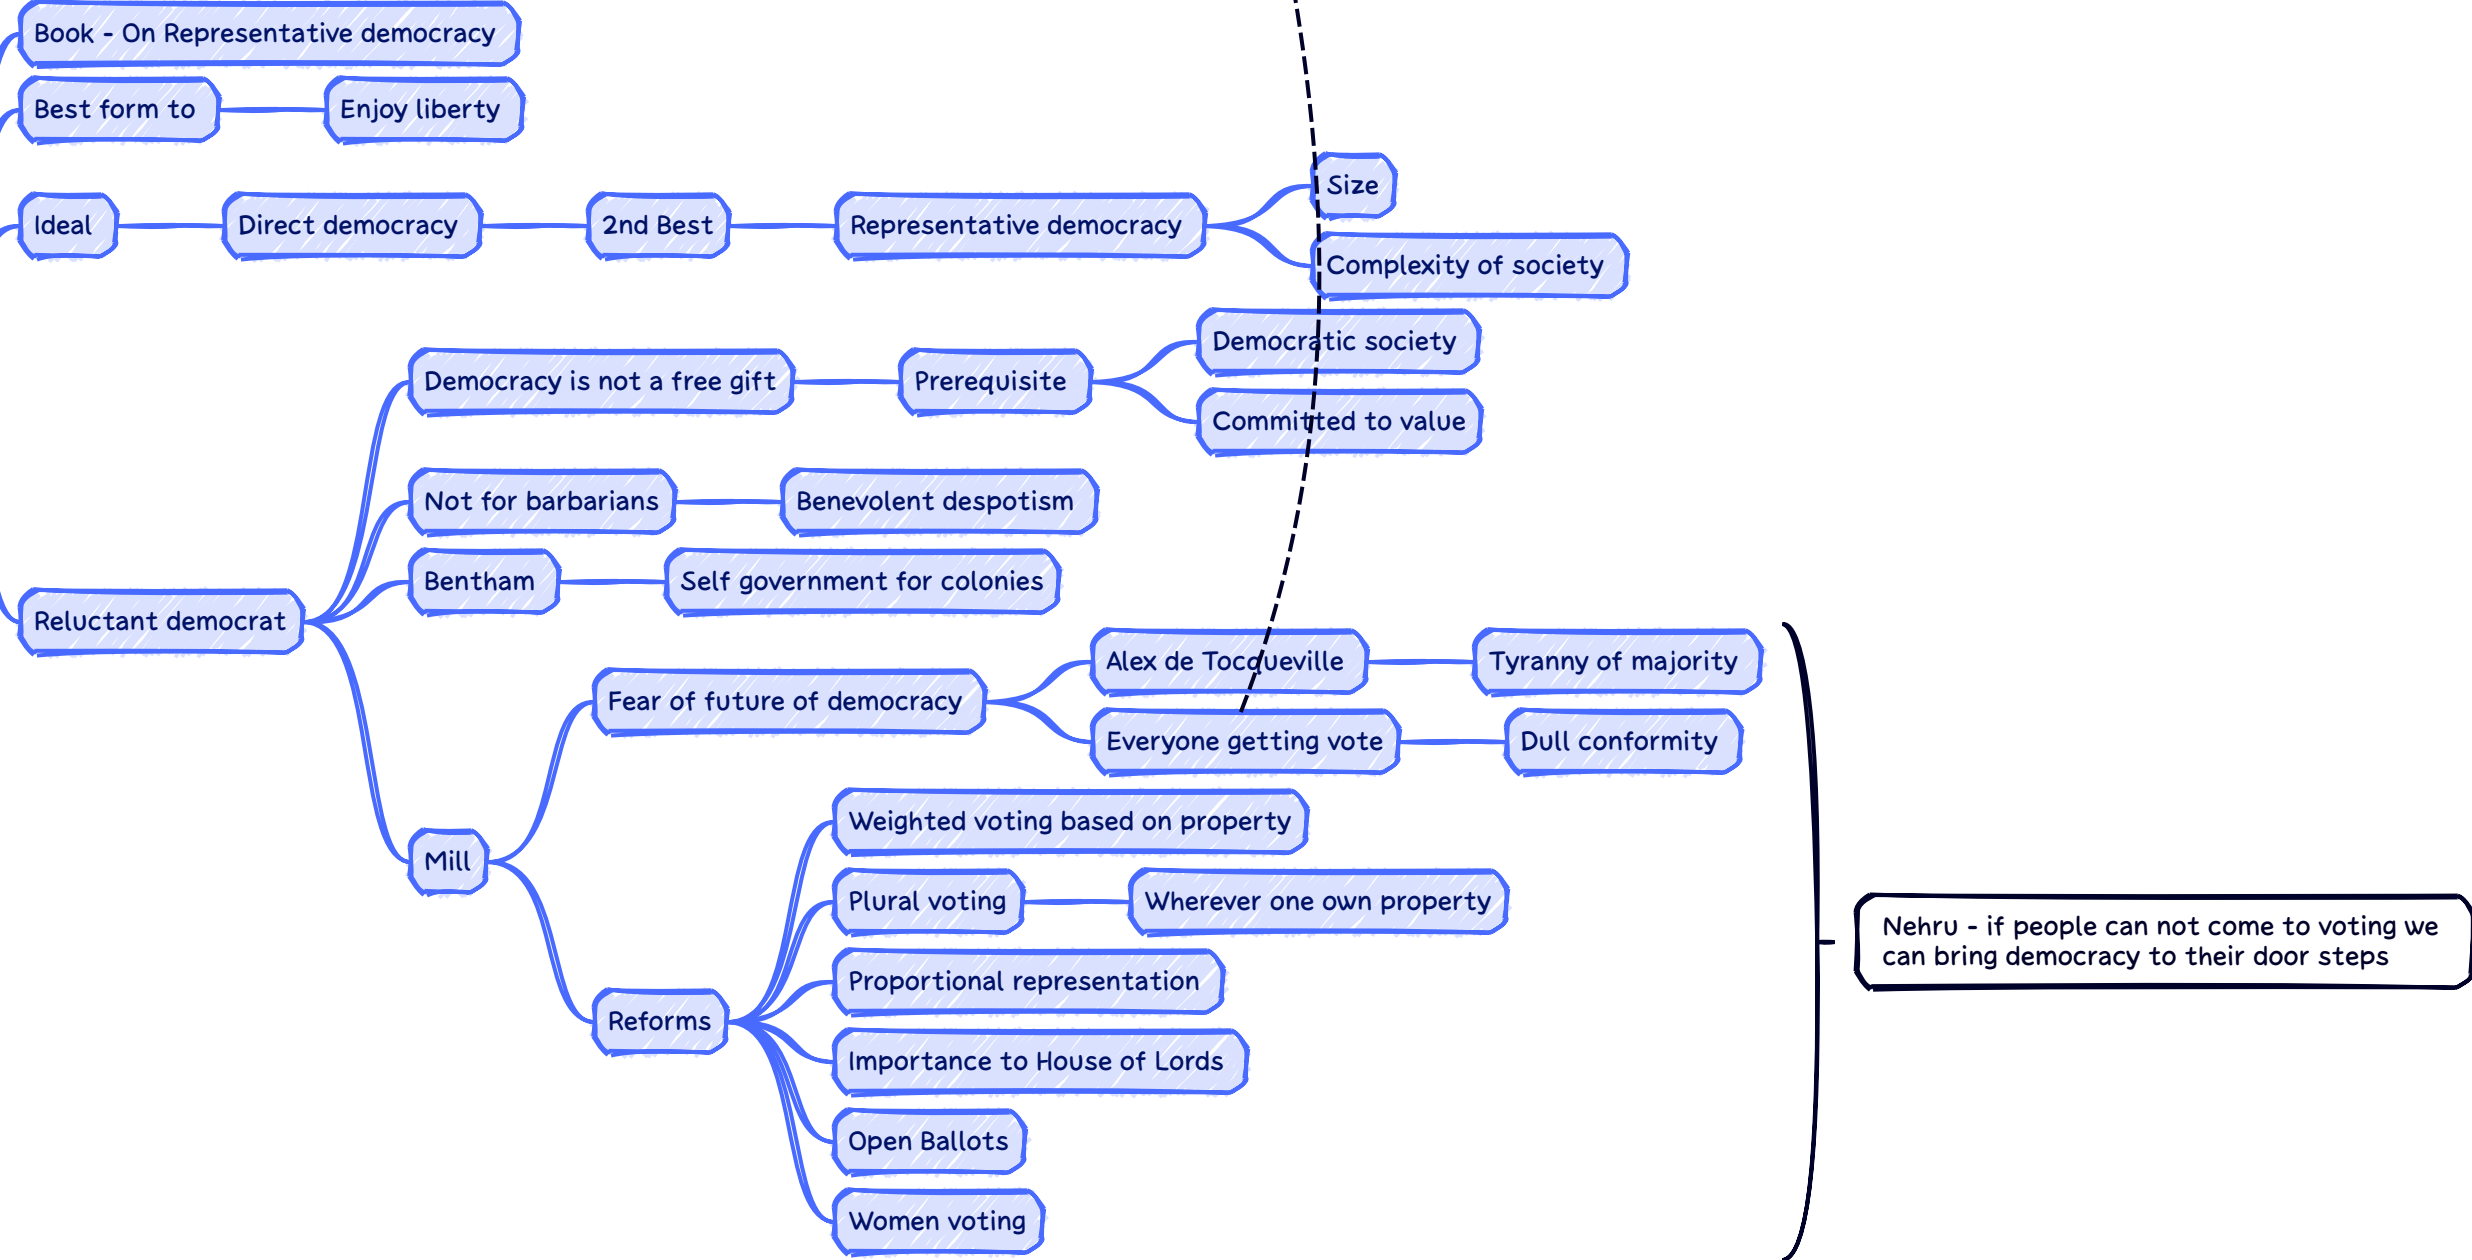 Book - On Representative democracy
Best form to
Enjoy liberty
Ideal
Direct democracy
2nd Best
Representative democracy
Size
Complexity of society
Reluctant democrat
Democracy is not a free gift
Prerequisite
Democratic society
Committed to value
Not for barbarians
Benevolent despotism
Bentham
Self government for colonies
Mill
Fear of future of democracy
Alex de Tocqueville
Tyranny of majority
Everyone getting vote
Dull conformity
Reforms
Weighted voting based on property
Plural voting
Wherever one own property
Proportional representation
Importance to House of Lords
Open Ballots
Women voting
Nehru - if people can not come to voting we
can bring democracy to their door steps